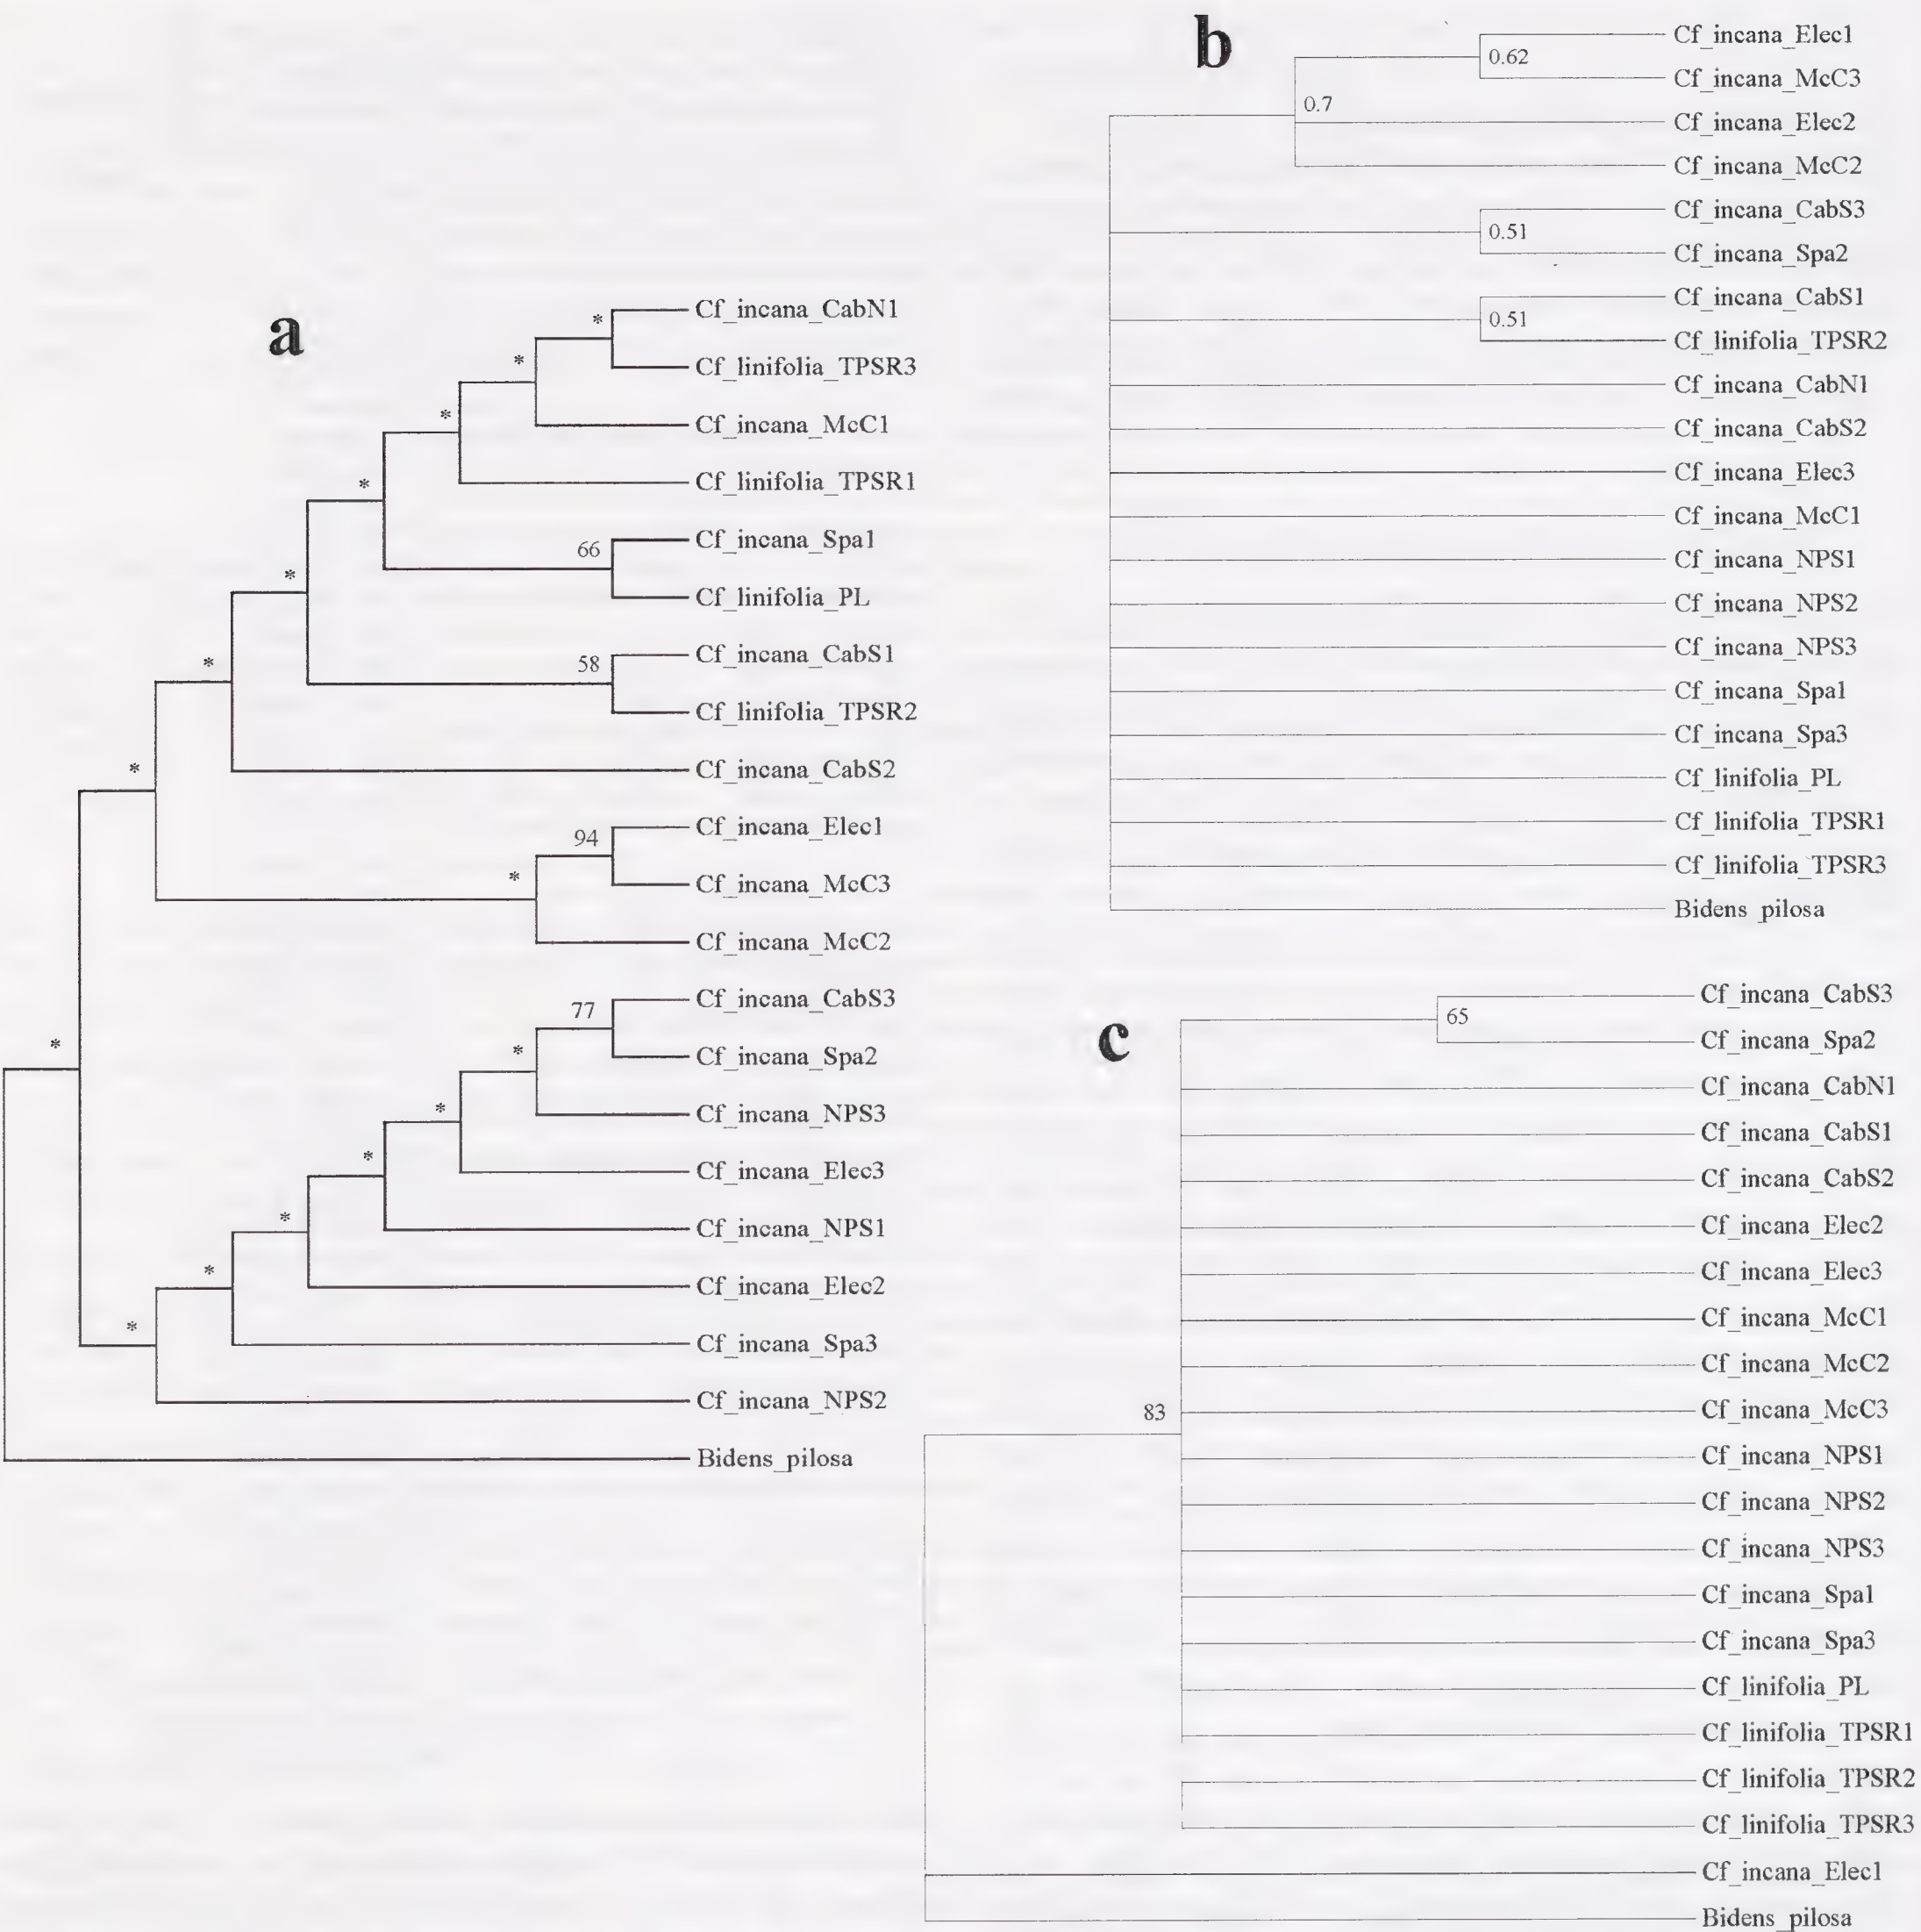 a
*
Cf_incana_CabN1
*
Cf_linifolia_TPSR3
*
Cf_incana_McC1
*
Cf_linifolia_TPSR1
*
66
Cf_incana_Spa1
Cf_linifolia_PL
*
58
Cf_incana_CabS1
Cf_linifolia_TPSR2
*
Cf_incana_CabS2
94
Cf_incana_Elec1
*
Cf_incana_McC3
Cf_incana_McC2
*
77
Cf_incana_CabS3
*
Cf_incana_Spa2
*
Cf_incana_NPS3
*
Cf_incana_Elec3
*
Cf_incana_NPS1
*
Cf_incana_Elec2
*
Cf_incana_Spa3
Cf_incana_NPS2
Bidens_pilosa
b
Cf_incana_Elec1
0.62
Cf_incana_McC3
0.7
Cf_incana_Elec2
Cf_incana_McC2
Cf_incana_CabS3
0.51
Cf_incana_Spa2
Cf_incana_CabS1
0.51
Cf_linifolia_TPSR2
Cf_incana_CabN1
Cf_incana_CabS2
Cf_incana_Elec3
Cf_incana_McC1
Cf_incana_NPS1
Cf_incana_NPS2
Cf_incana_NPS3
Cf_incana_Spa1
Cf_incana_Spa3
Cf_linifolia_PL
Cf_linifolia_TPSR1
Cf_linifolia_TPSR3
Bidens_pilosa
c
Cf_incana_CabS3
65
Cf_incana_Spa2
Cf_incana_CabN1
Cf_incana_CabS1
Cf_incana_CabS2
Cf_incana_Elec2
Cf_incana_Elec3
Cf_incana_McC1
Cf_incana_McC2
83
Cf_incana_McC3
Cf_incana_NPS1
Cf_incana_NPS2
Cf_incana_NPS3
Cf_incana_Spa1
Cf_incana_Spa3
Cf_linifolia_PL
Cf_linifolia_TPSR1
Cf_linifolia_TPSR2
Cf_linifolia_TPSR3
Cf_incana_Elec1
Bidens_pilosa